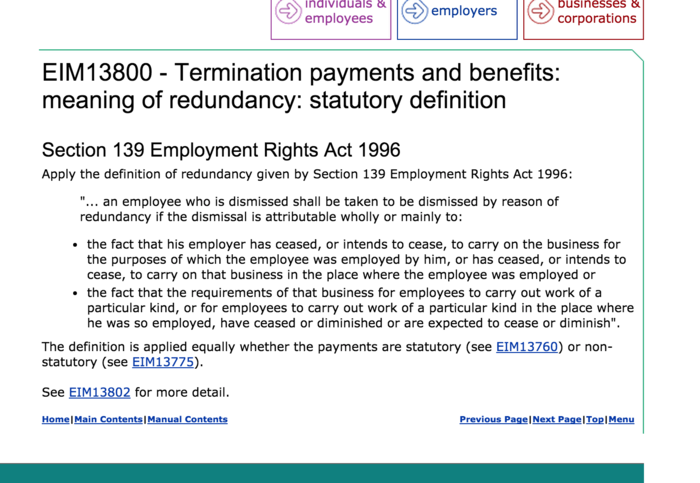 individuals &
employees
employers
businesses &
corporations
EIM13800 - Termination payments and benefits:
meaning of redundancy: statutory definition
Section 139 Employment Rights Act 1996
Apply the definition of redundancy given by Section 139 Employment Rights Act 1996:
"... an employee who is dismissed shall be taken to be dismissed by reason of
redundancy if the dismissal is attributable wholly or mainly to:
• the fact that his employer has ceased, or intends to cease, to carry on the business for
the purposes of which the employee was employed by him, or has ceased, or intends to
cease, to carry on that business in the place where the employee was employed or
• the fact that the requirements of that business for employees to carry out work of a
particular kind, or for employees to carry out work of a particular kind in the place where
he was so employed, have ceased or diminished or are expected to cease or diminish".
The definition is applied equally whether the payments are statutory (see EIM13760) or non-
statutory (see EIM13775).
See EIM13802 for more detail.
Home|Main Contents|Manual Contents
Previous Page|Next Page|Top|Menu